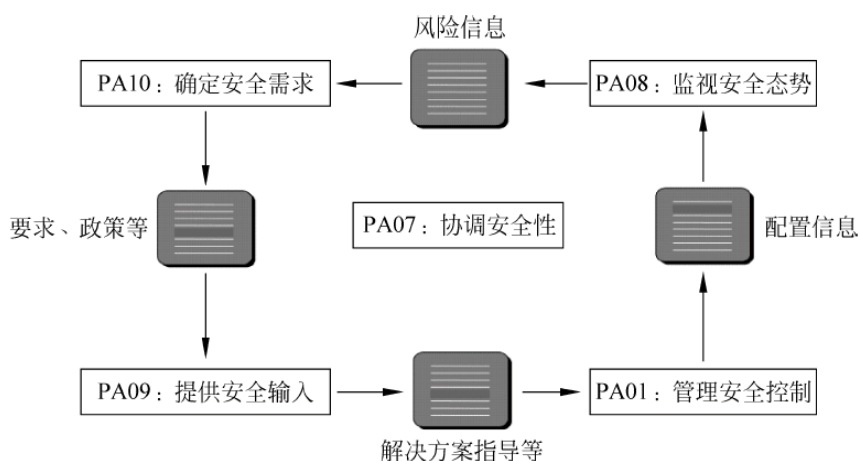 风险信息
PA10：确定安全需求
PA08：监视安全态势
要求、政策等
PA07：协调安全性
配置信息
PA09：提供安全输入
PA01：管理安全控制
解决方案指导等